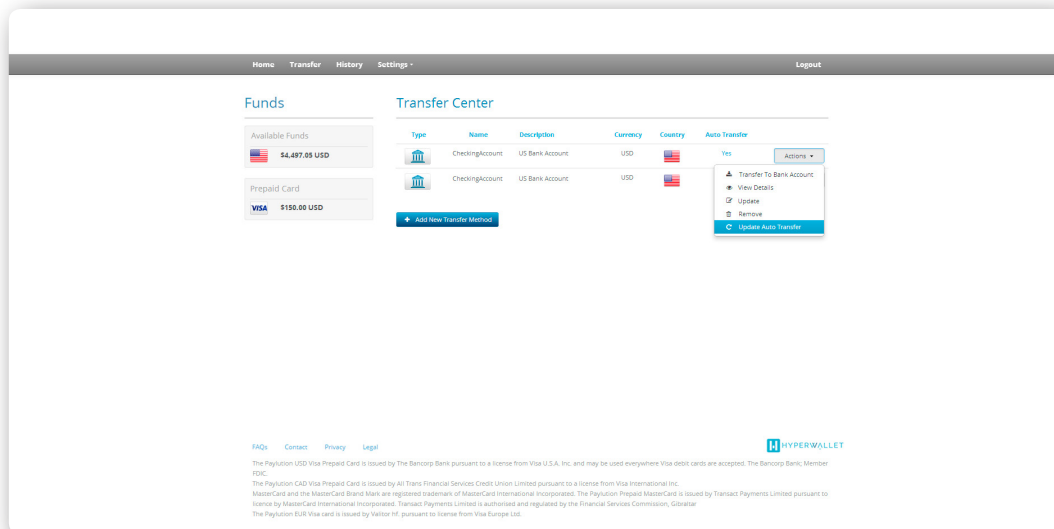 Home Transfer History Settings Logout
Funds
Available Funds
$4,497.05 USD
Prepaid Card
VISA $150.00 USD
Transfer Center
Type Name Description Currency Country Auto Transfer
CheckingAccount US Bank Account USD Yes Actions
CheckingAccount US Bank Account USD
Transfer To Bank Account
View Details
Update
Remove
Update Auto Transfer
+ Add New Transfer Method
FAQs Contact Privacy Legal
HYPERWALLET
The Paylution USD Visa Prepaid Card is issued by The Bancorp Bank pursuant to a license from Visa U.S.A. Inc. and may be used everywhere Visa debit cards are accepted. The Bancorp Bank; Member
FDIC.
The Paylution CAD Visa Prepaid Card is issued by All Trans Financial Services Credit Union Limited pursuant to a license from Visa International Inc.
MasterCard and the MasterCard Brand Mark are registered trademark of MasterCard International Incorporated. The Paylution Prepaid MasterCard is issued by Transact Payments Limited pursuant to
licence by MasterCard International Incorporated. Transact Payments Limited is authorised and regulated by the Financial Services Commission, Gibraltar
The Paylution EUR Visa card is issued by Valitor hf. pursuant to license from Visa Europe Ltd.